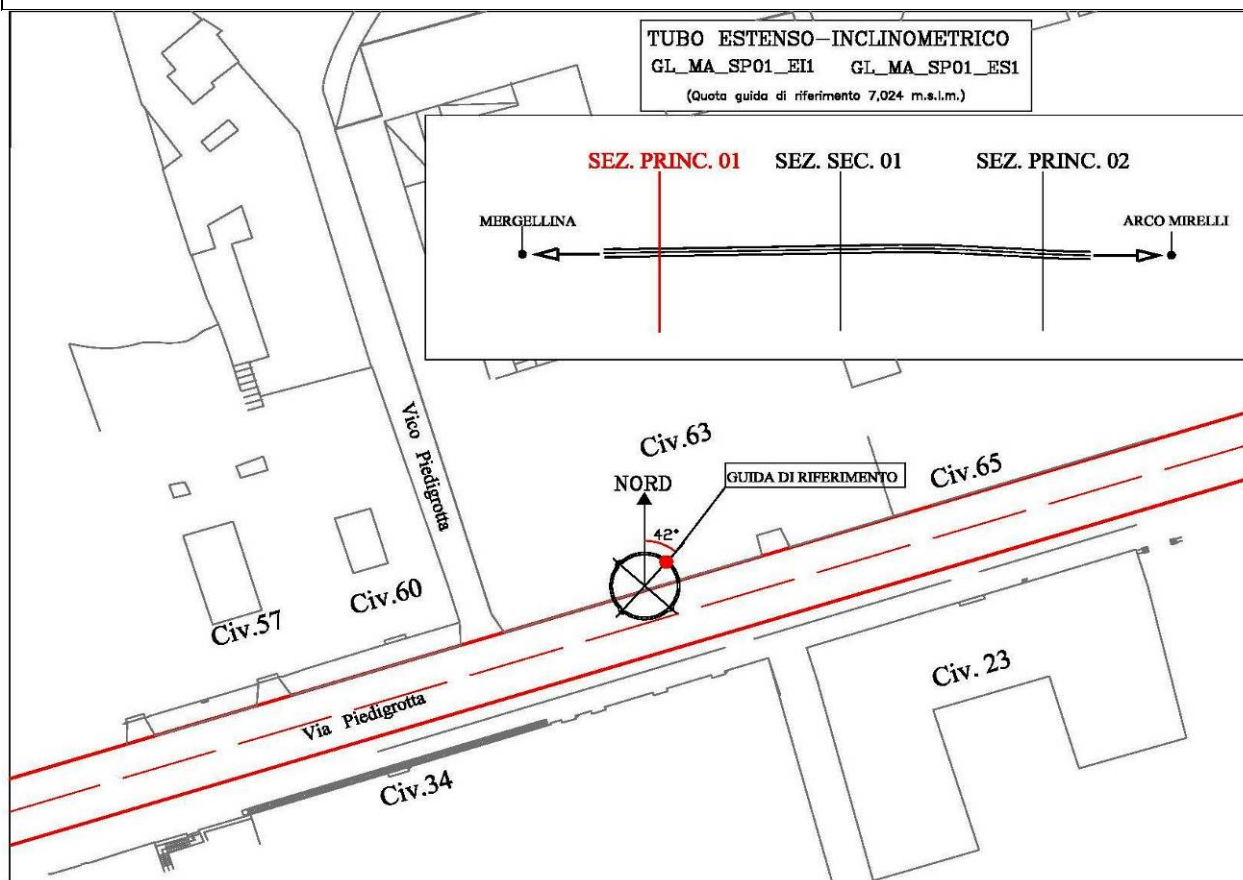 TUBO ESTENSO-INCLINOMETRICO
GL_MA_SP01_EI1 GL_MA_SP01_ES1
(Quota guida di riferimento 7,024 m.s.l.m.)
SEZ. PRINC. 01 SEZ. SEC. 01 SEZ. PRINC. 02
MERGELLINA ARCO MIRELLI
Vico Piedigrotta
Civ.63
Civ.65
GUIDA DI RIFERIMENTO
NORD
42°
Civ.60
Civ.57
Civ. 23
Via Piedigrotta
Civ.34